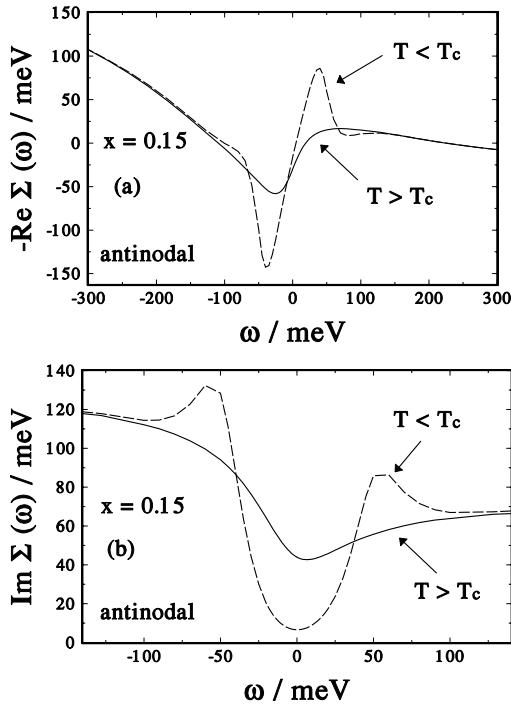 150
100
50
0
-50
-100
-150
-Re Σ (ω) / meV
T < Tc
x = 0.15
(a)
T > Tc
antinodal
-300 -200 -100 0 100 200 300
ω / meV
140
120
100
80
60
40
20
0
Im Σ (ω) / meV
T < Tc
x = 0.15
(b)
T > Tc
antinodal
-100 -50 0 50 100
ω / meV